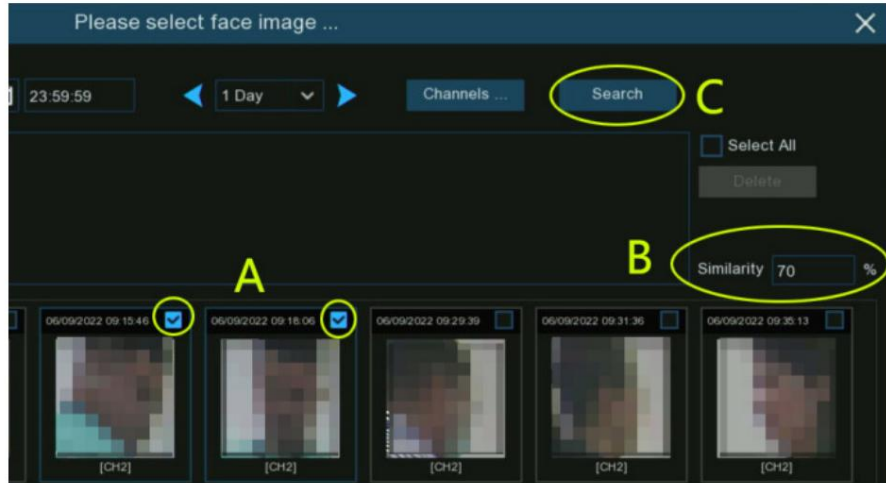 Please select face image ...
23:59:59
1 Day
Channels ...
Search
C
Select All
Delete
A
B
Similarity 70 %
06/09/2022 09:15:46
06/09/2022 09:18:06
06/09/2022 09:29:39
06/09/2022 09:31:36
06/09/2022 09:35:13
[CH2]
[CH2]
[CH2]
[CH2]
[CH2]